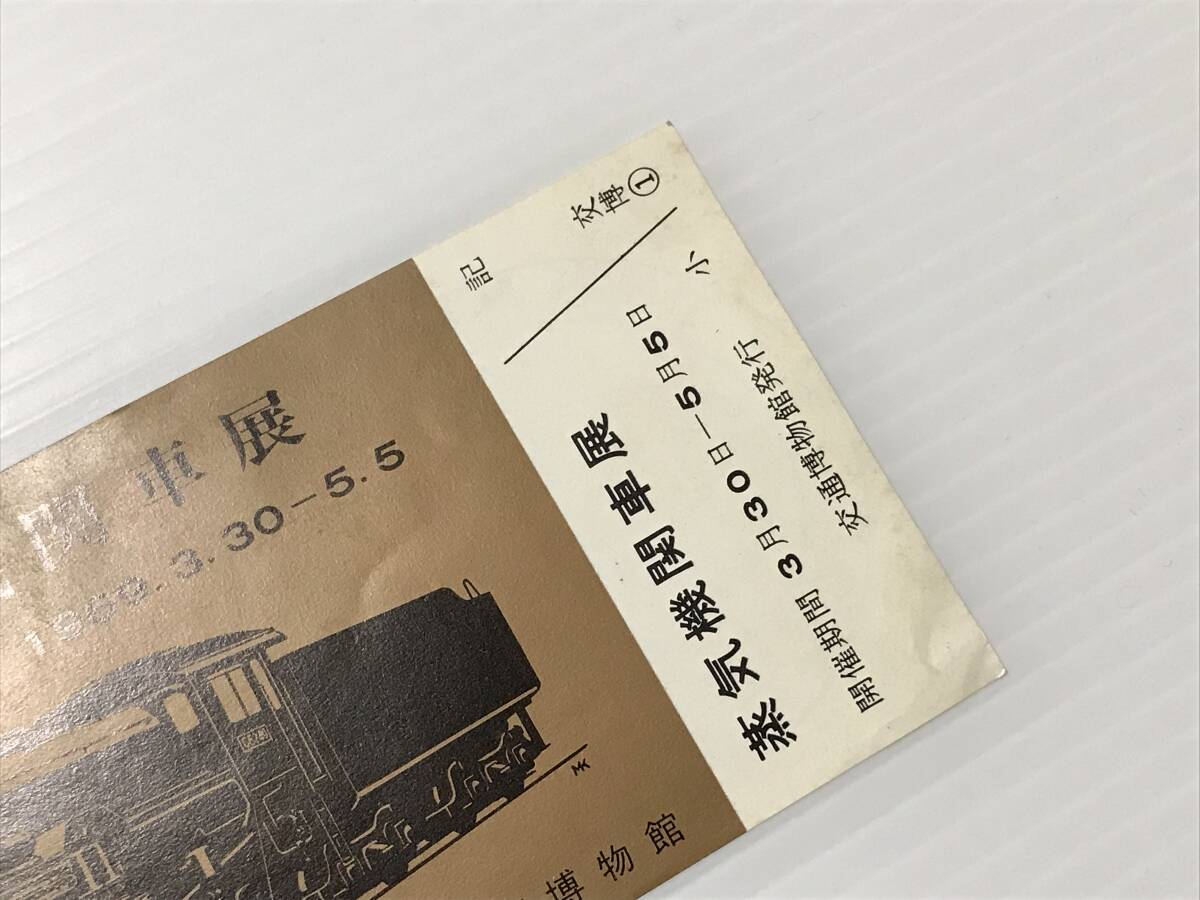 関車展
1969.3.30−5.5
博物館
記
交博①
小
蒸気機関車展
開催期間 3月30日−5月5日
交通博物館発行